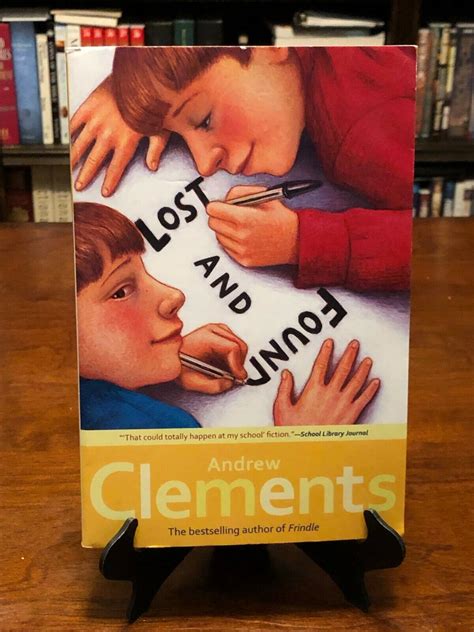 LOST
AND
FOUND
"'That could totally happen at my school' fiction."—School Library Journal
Andrew
Clements
The bestselling author of Frindle